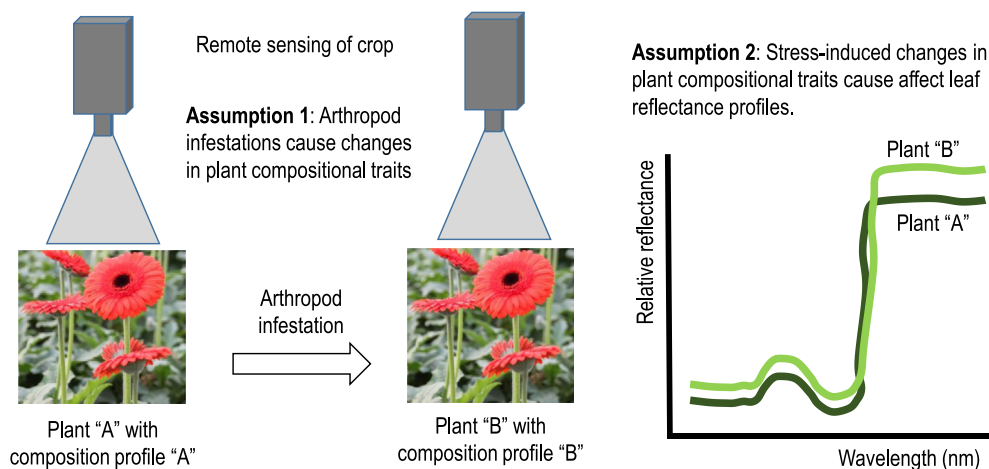 Remote sensing of crop
Assumption 1: Arthropod
infestations cause changes
in plant compositional traits
Arthropod
infestation
Plant “A” with
composition profile “A”
Plant “B” with
composition profile “B”
Assumption 2: Stress-induced changes in
plant compositional traits cause affect leaf
reflectance profiles.
Plant “B”
Plant “A”
Relative reflectance
Wavelength (nm)